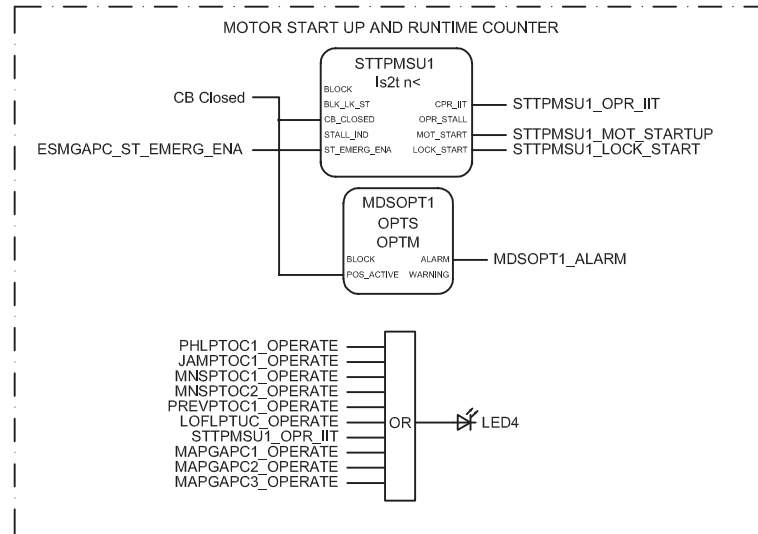 MOTOR START UP AND RUNTIME COUNTER
STTPMSU1
Is2t n<
BLOCK
BLK_LK_ST
CB_CLOSED
STALL_IND
ST_EMERG_ENA
CPR_IIT
OPR_STALL
MOT_START
LOCK_START
CB Closed
ESMGAPC_ST_EMERG_ENA
STTPMSU1_OPR_IIT
STTPMSU1_MOT_STARTUP
STTPMSU1_LOCK_START
MDSOPT1
OPTS
OPTM
BLOCK
POS_ACTIVE
ALARM
WARNING
MDSOPT1_ALARM
PHLPTOC1_OPERATE
JAMPTOC1_OPERATE
MNSPTOC1_OPERATE
MNSPTOC2_OPERATE
PREVPTOC1_OPERATE
LOFLPTUC_OPERATE
STTPMSU1_OPR_IIT
MAPGAPC1_OPERATE
MAPGAPC2_OPERATE
MAPGAPC3_OPERATE
OR
LED4